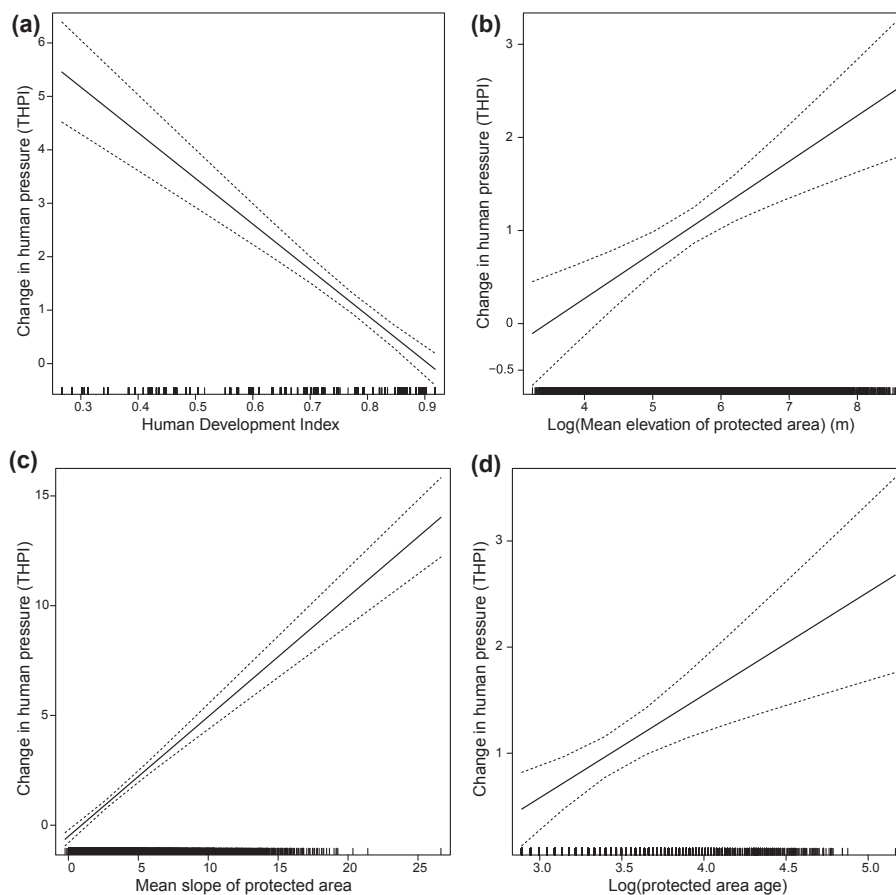 (a)
Change in human pressure (THPI)
6
5
4
3
2
1
0
0.3 0.4 0.5 0.6 0.7 0.8 0.9
Human Development Index
(b)
Change in human pressure (THPI)
3
2
1
0
−0.5
4 5 6 7 8
Log(Mean elevation of protected area) (m)
(c)
Change in human pressure (THPI)
15
10
5
0
0 5 10 15 20 25
Mean slope of protected area
(d)
Change in human pressure (THPI)
3
2
1
3.0 3.5 4.0 4.5 5.0
Log(protected area age)